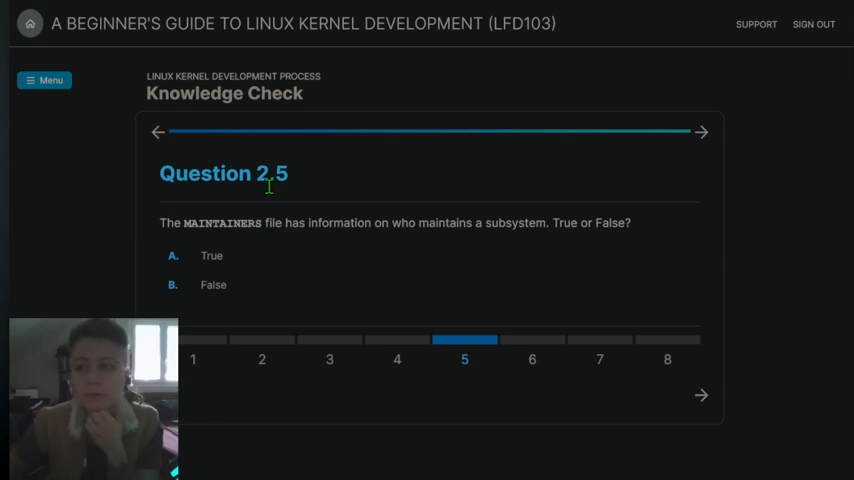 A BEGINNER'S GUIDE TO LINUX KERNEL DEVELOPMENT (LFD103)
SUPPORT
SIGN OUT
Menu
LINUX KERNEL DEVELOPMENT PROCESS
Knowledge Check
Question 2.5
The MAINTAINERS file has information on who maintains a subsystem. True or False?
A. True
B. False
1 2 3 4 5 6 7 8